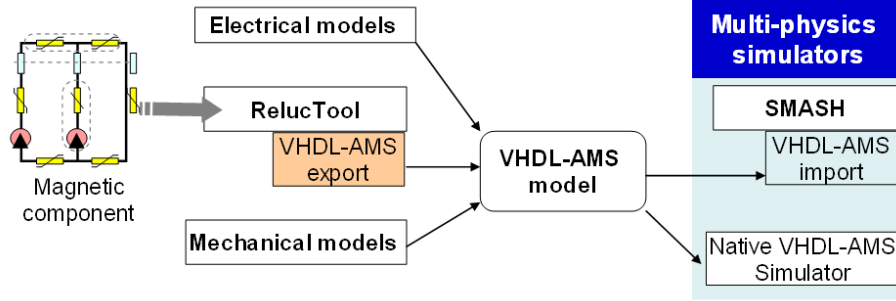 Electrical models
Multi-physics
simulators
RelucTool
SMASH
VHDL-AMS
export
VHDL-AMS
model
VHDL-AMS
import
Magnetic
component
Mechanical models
Native VHDL-AMS
Simulator